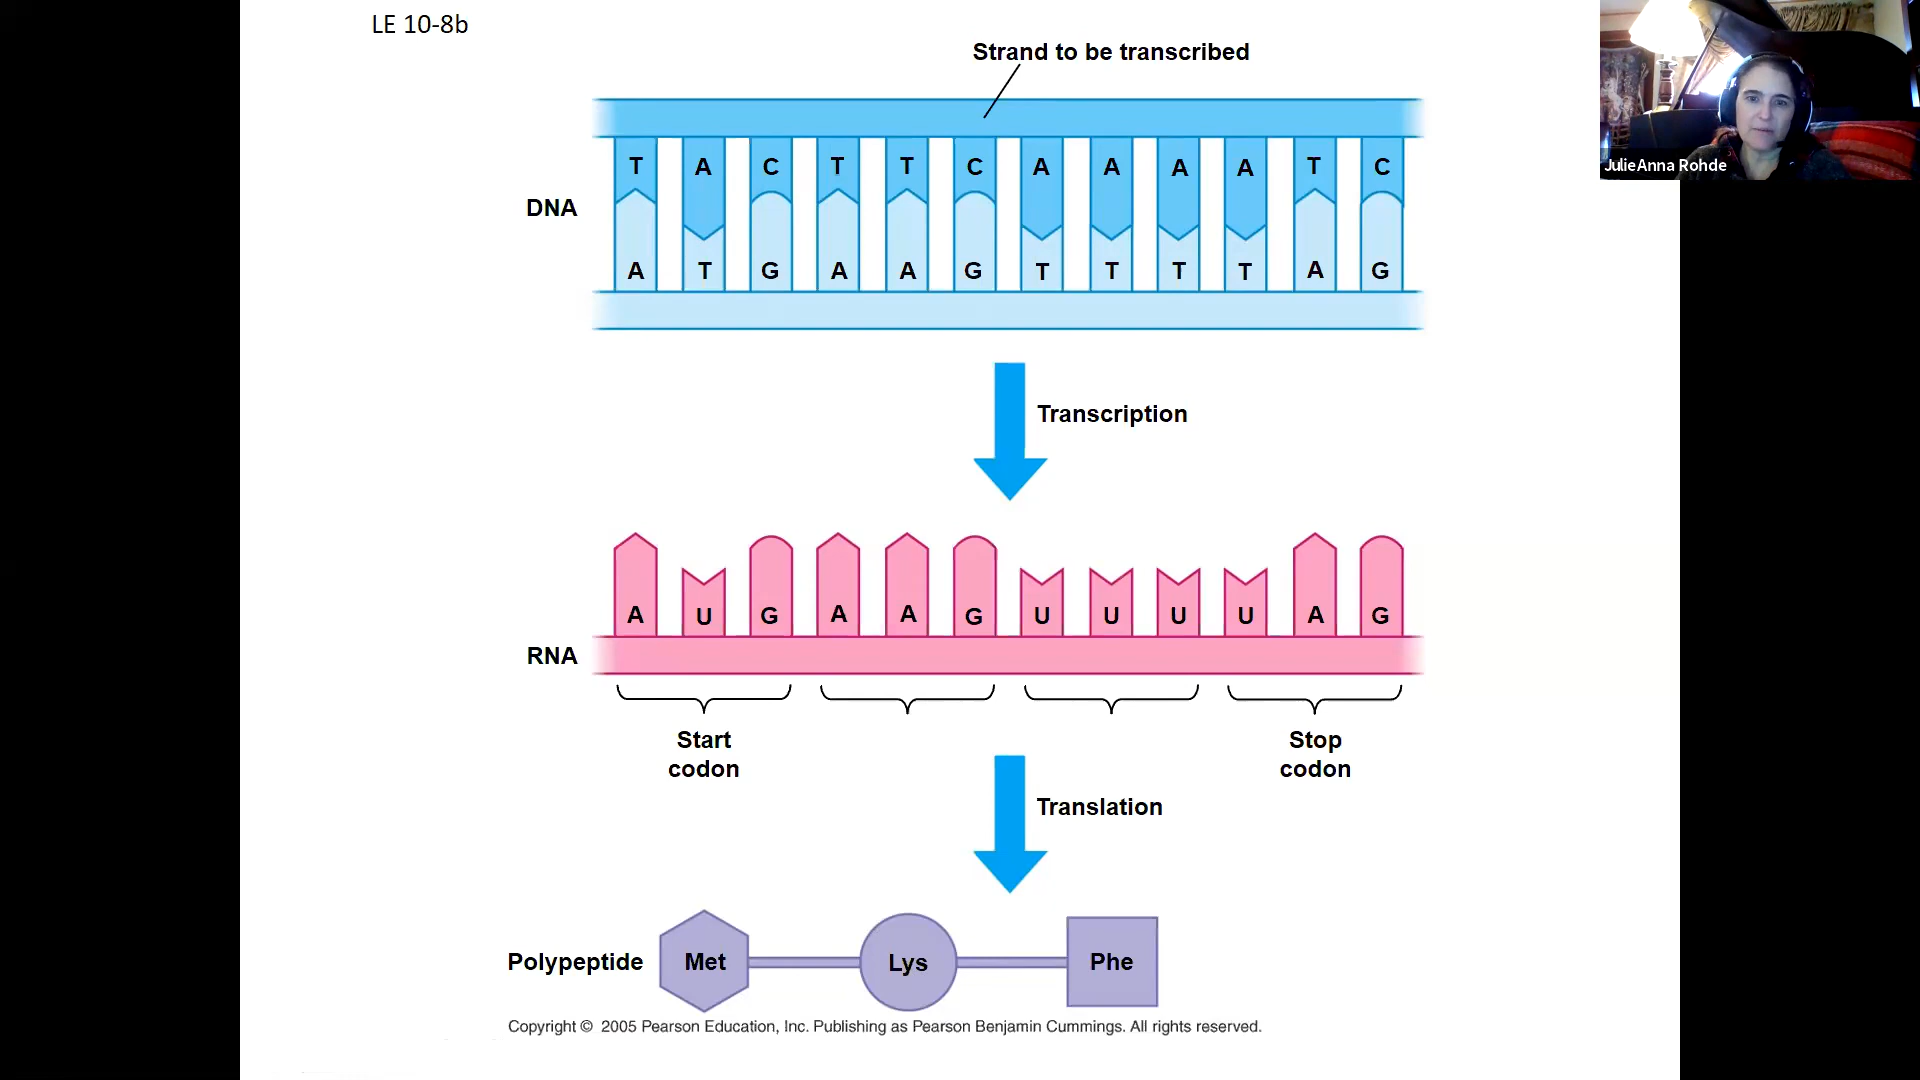 LE 10-8b
Strand to be transcribed
JulieAnna Rohde
T A C T T C A A A A T C
DNA
A T G A A G T T T T A G
Transcription
A U G A A G U U U U A G
RNA
Start
codon
Stop
codon
Translation
Polypeptide Met Lys Phe
Copyright © 2005 Pearson Education, Inc. Publishing as Pearson Benjamin Cummings. All rights reserved.